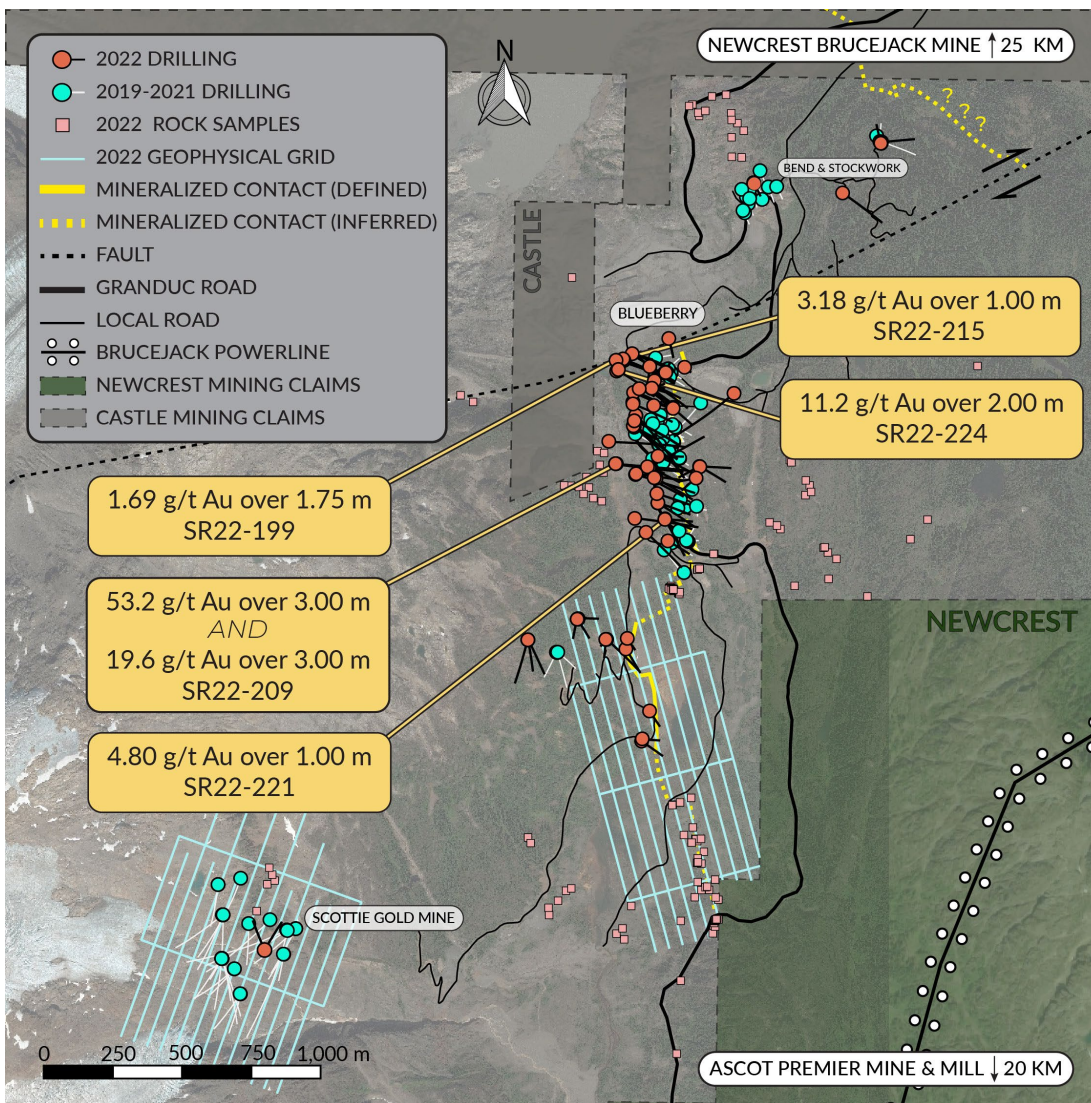 NEWCREST BRUCEJACK MINE ↑ 25 KM
N
2022 DRILLING
2019-2021 DRILLING
2022 ROCK SAMPLES
2022 GEOPHYSICAL GRID
MINERALIZED CONTACT (DEFINED)
MINERALIZED CONTACT (INFERRED)
FAULT
GRANDUC ROAD
LOCAL ROAD
BRUCEJACK POWERLINE
NEWCREST MINING CLAIMS
CASTLE MINING CLAIMS
? ? ?
BEND & STOCKWORK
CASTLE
BLUEBERRY
3.18 g/t Au over 1.00 m
SR22-215
11.2 g/t Au over 2.00 m
SR22-224
1.69 g/t Au over 1.75 m
SR22-199
53.2 g/t Au over 3.00 m
AND
19.6 g/t Au over 3.00 m
SR22-209
NEWCREST
4.80 g/t Au over 1.00 m
SR22-221
SCOTTIE GOLD MINE
0 250 500 750 1,000 m
ASCOT PREMIER MINE & MILL ↓ 20 KM